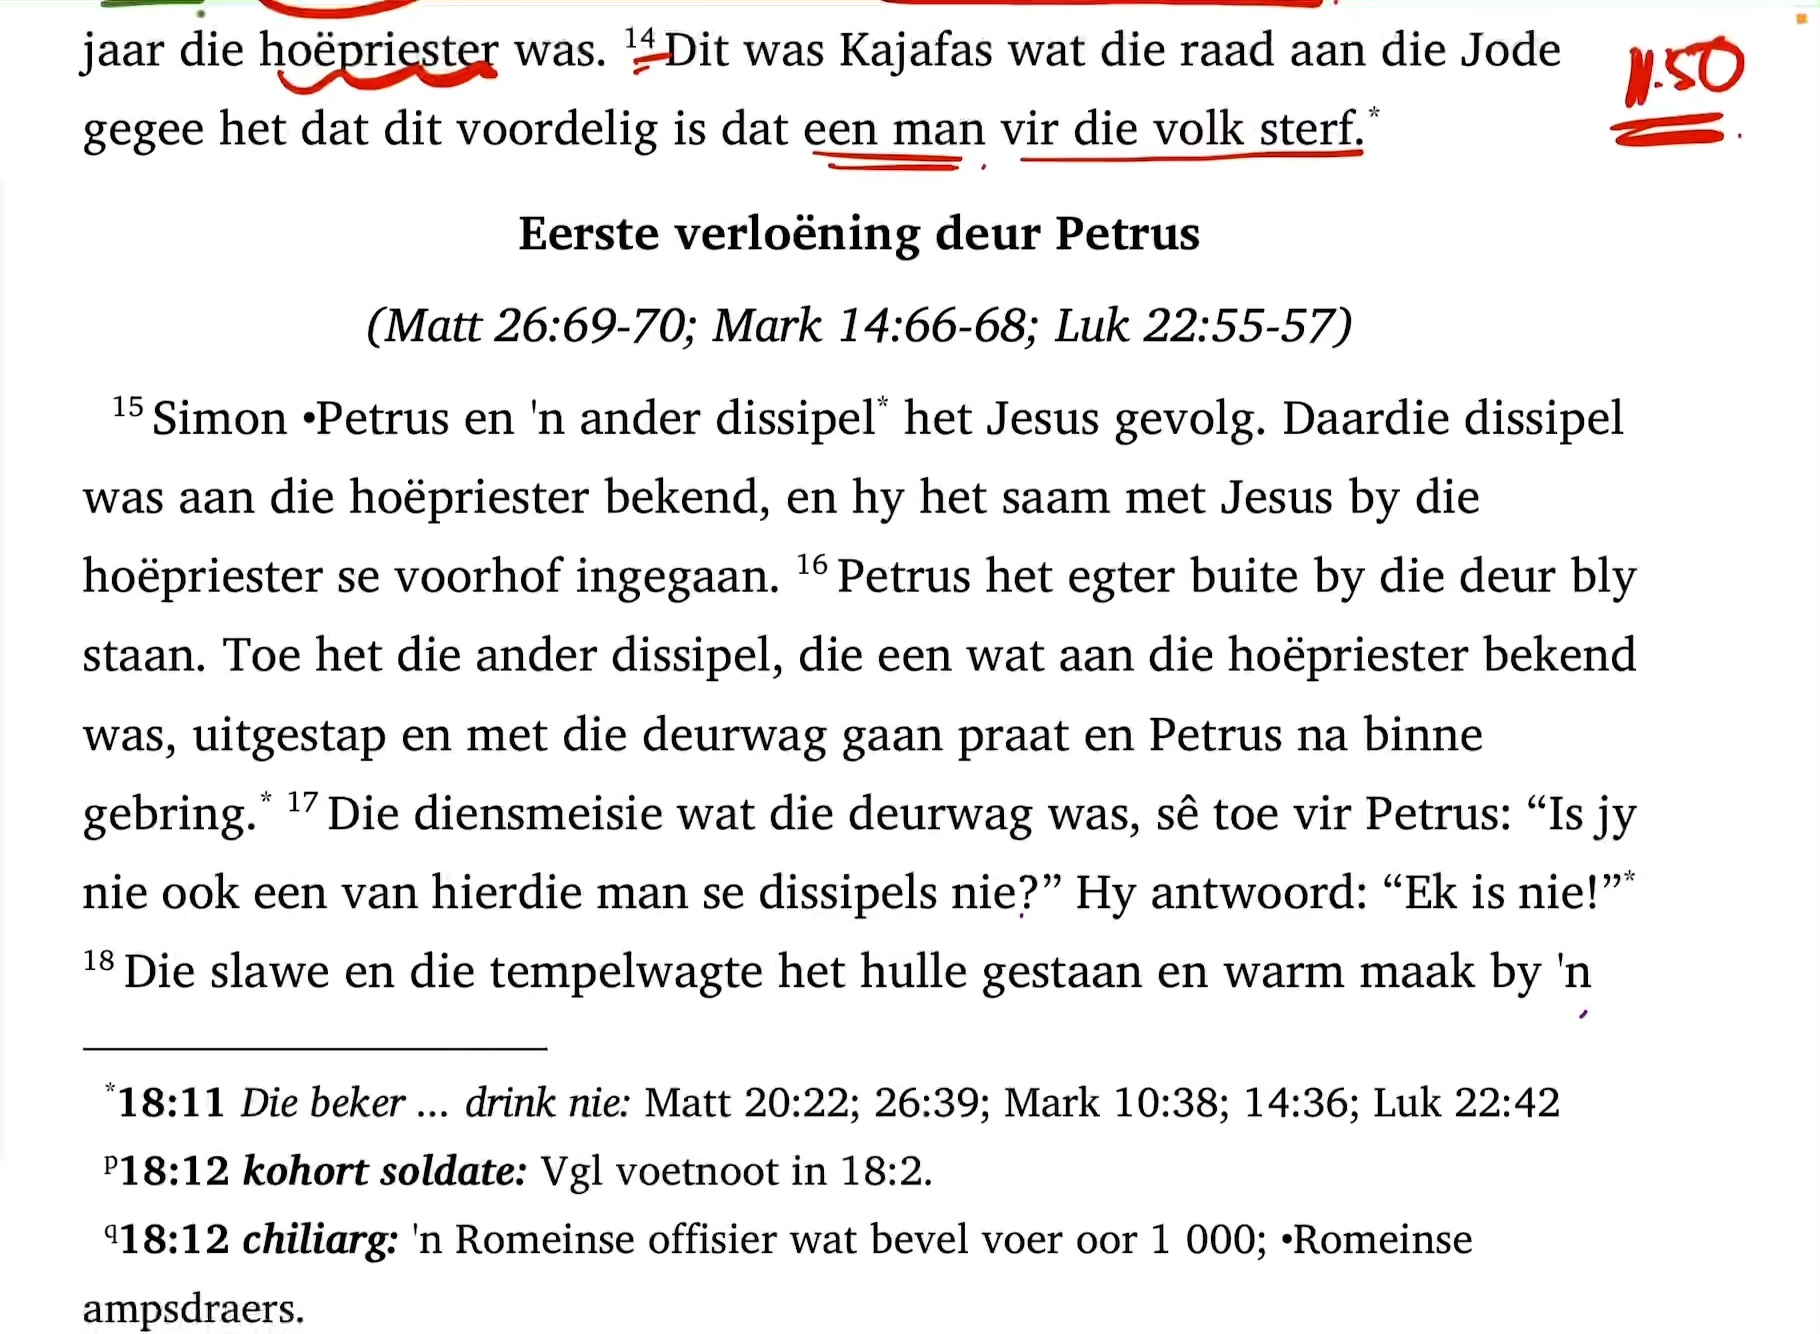 jaar die hoëpriester was. ¹⁴ Dit was Kajafas wat die raad aan die Jode
11.50
gegee het dat dit voordelig is dat een man vir die volk sterf.*
Eerste verloëning deur Petrus
(Matt 26:69-70; Mark 14:66-68; Luk 22:55-57)
¹⁵ Simon •Petrus en 'n ander dissipel* het Jesus gevolg. Daardie dissipel
was aan die hoëpriester bekend, en hy het saam met Jesus by die
hoëpriester se voorhof ingegaan. ¹⁶ Petrus het egter buite by die deur bly
staan. Toe het die ander dissipel, die een wat aan die hoëpriester bekend
was, uitgestap en met die deurwag gaan praat en Petrus na binne
gebring.* ¹⁷ Die diensmeisie wat die deurwag was, sê toe vir Petrus: “Is jy
nie ook een van hierdie man se dissipels nie?” Hy antwoord: “Ek is nie!”*
¹⁸ Die slawe en die tempelwagte het hulle gestaan en warm maak by 'n
*18:11 Die beker ... drink nie: Matt 20:22; 26:39; Mark 10:38; 14:36; Luk 22:42
ᵖ18:12 kohort soldate: Vgl voetnoot in 18:2.
q18:12 chiliarg: 'n Romeinse offisier wat bevel voer oor 1 000; •Romeinse
ampsdraers.